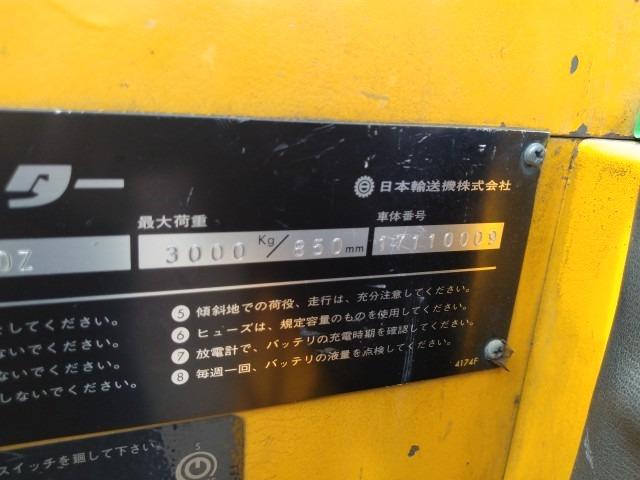 ター
日本輸送機株式会社
最大荷重 車体番号
0Z 3000 Kg/850mm 17110009
⑤ 傾斜地での荷役、走行は、充分注意してください。
⑥ ヒューズは、規定容量のものを使用してください。
⑦ 放電計で、バッテリの充電時期を確認してください。
⑧ 毎週一回、バッテリの液量を点検してください。
してください。
ないでください。
ないでください。
しないでください。
4174F
スイッチを廻して下さい。
S